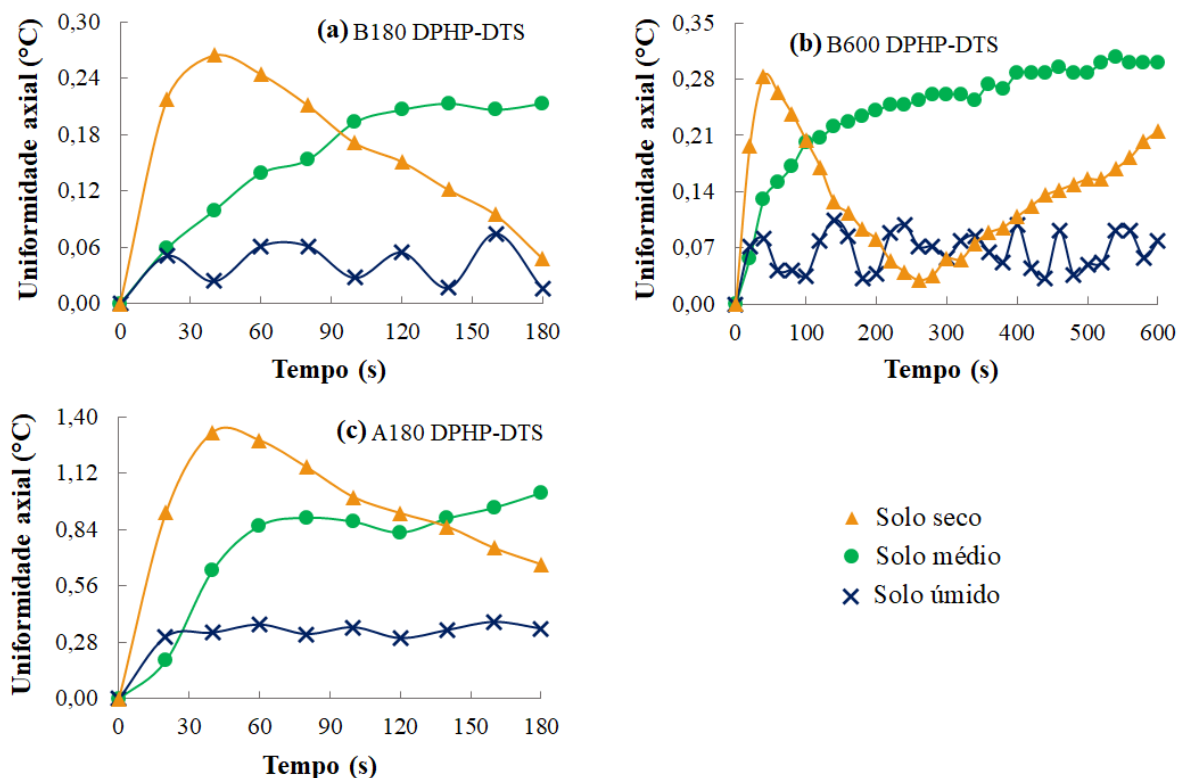 (a) B180 DPHP-DTS
Uniformidade axial (°C)
0,30
0,24
0,18
0,12
0,06
0,00
0 30 60 90 120 150 180
Tempo (s)
(b) B600 DPHP-DTS
Uniformidade axial (°C)
0,35
0,28
0,21
0,14
0,07
0,00
0 100 200 300 400 500 600
Tempo (s)
(c) A180 DPHP-DTS
Uniformidade axial (°C)
1,40
1,12
0,84
0,56
0,28
0,00
0 30 60 90 120 150 180
Tempo (s)
Solo seco
Solo médio
Solo úmido